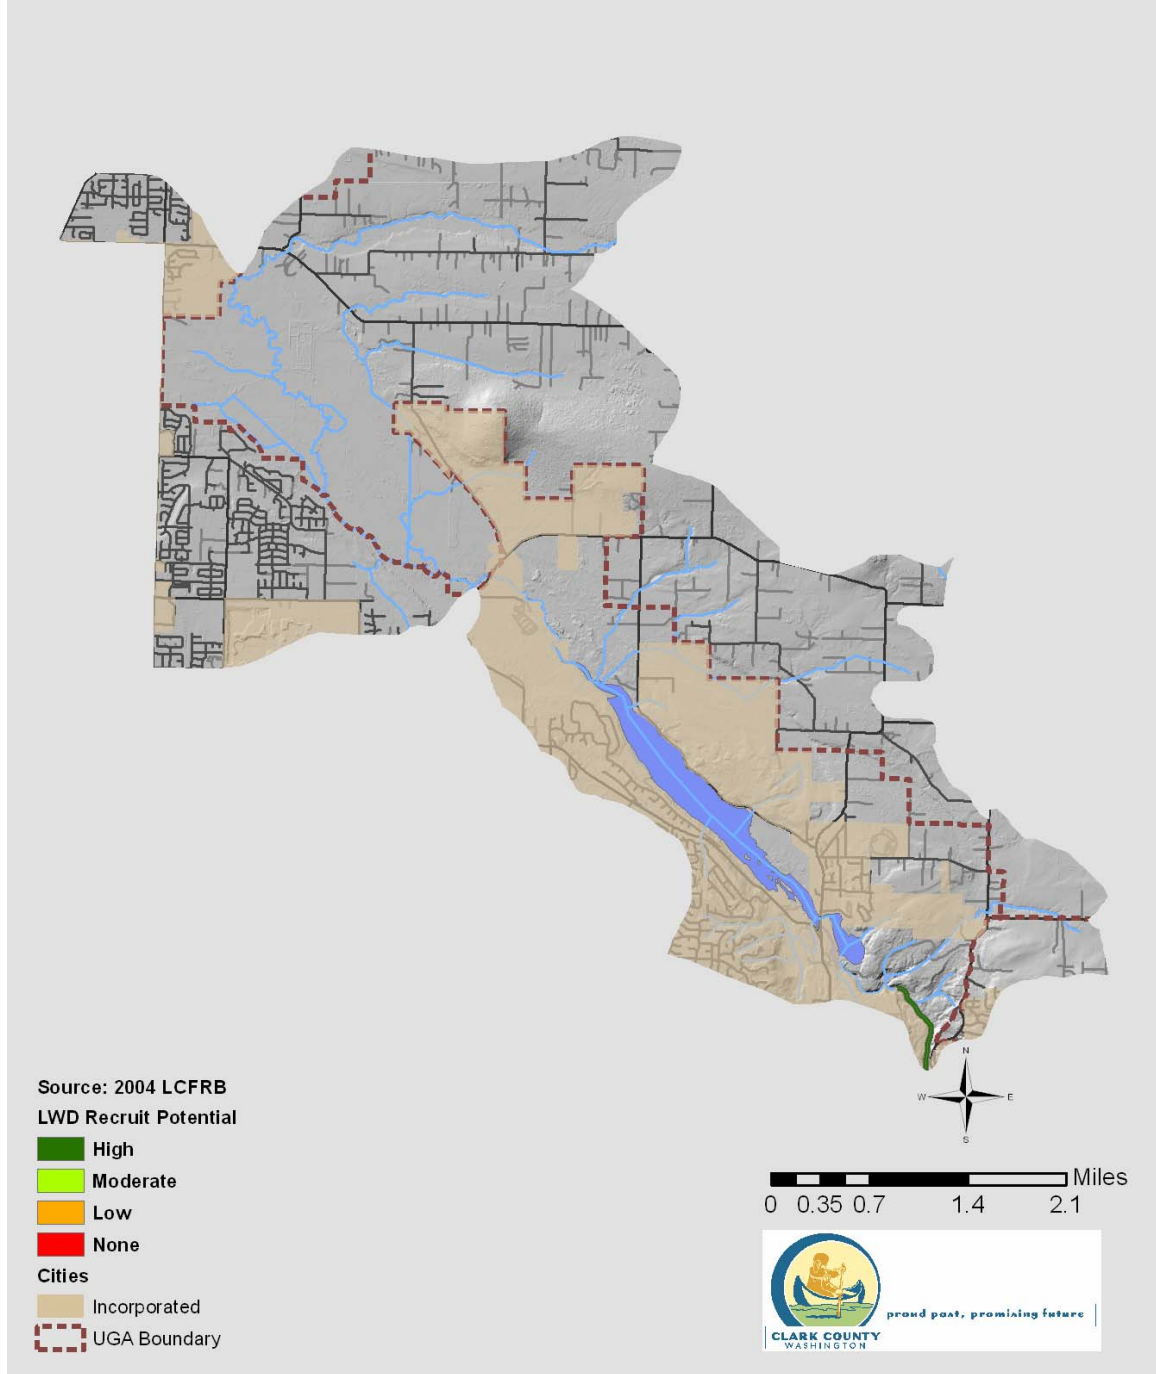 N
W E
S
Source: 2004 LCFRB
LWD Recruit Potential
High
Moderate
Low
None
Cities
Incorporated
UGA Boundary
Miles
0 0.35 0.7 1.4 2.1
proud past, promising future
CLARK COUNTY
WASHINGTON